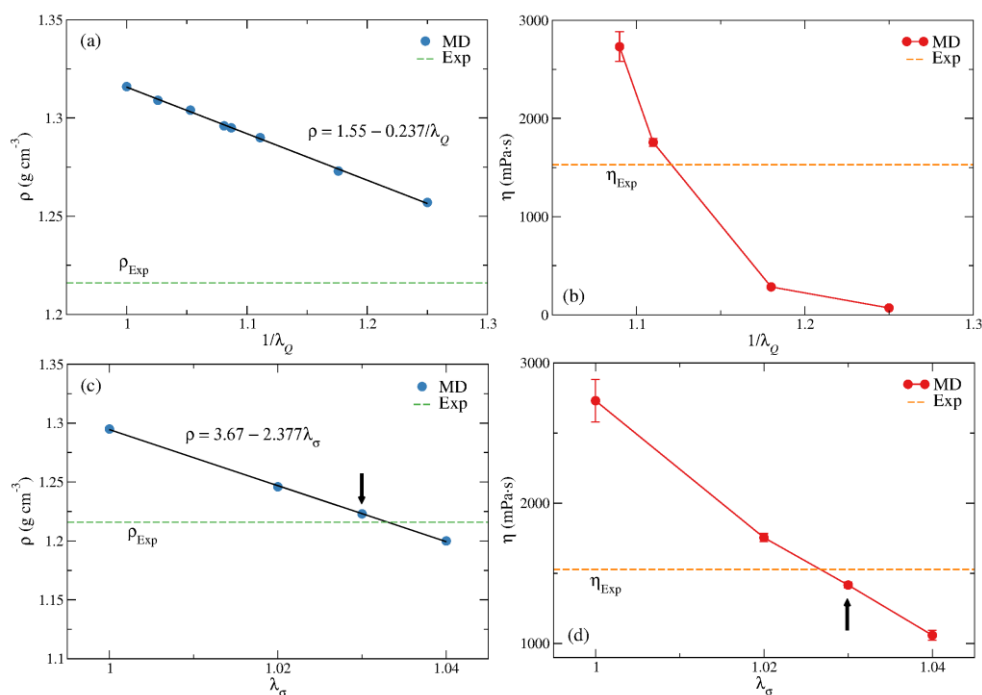 (a)
MD
Exp
ρ = 1.55 − 0.237/λ_Q
ρ_Exp
1.35
1.3
1.25
1.2
ρ (g cm⁻³)
1
1.1
1.2
1.3
1/λ_Q
(b)
MD
Exp
η_Exp
3000
2000
1000
0
η (mPa·s)
1.1
1.2
1.3
1/λ_Q
(c)
MD
Exp
ρ = 3.67 − 2.377λ_σ
ρ_Exp
1.35
1.3
1.25
1.2
1.15
1.1
ρ (g cm⁻³)
1
1.02
1.04
λ_σ
MD
Exp
η_Exp
(d)
3000
2000
1000
η (mPa·s)
1
1.02
1.04
λ_σ